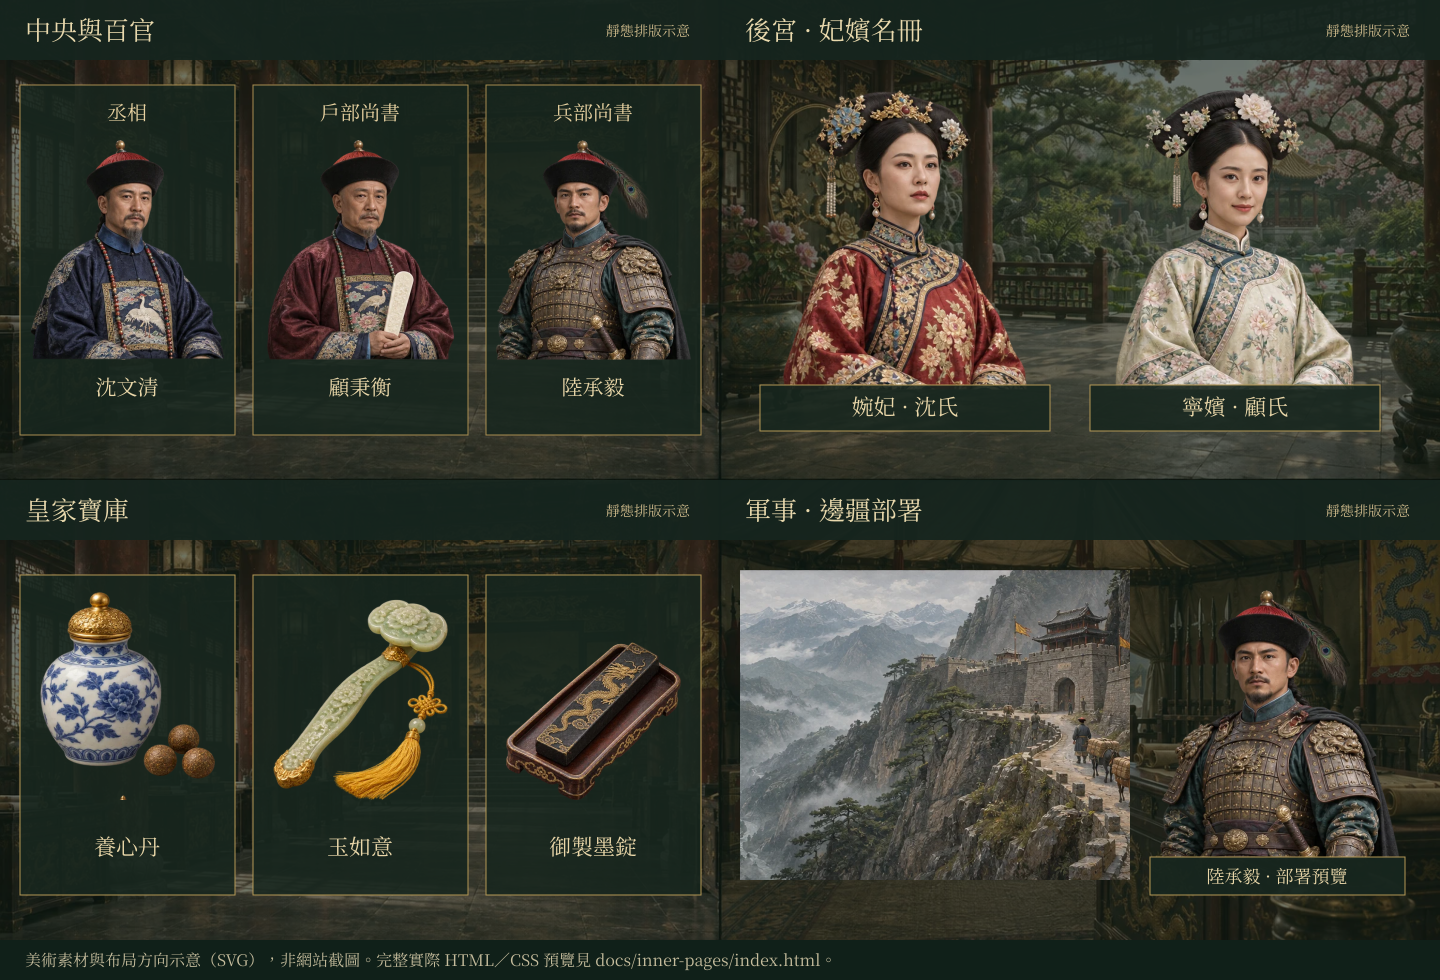 中央與百官
靜態排版示意
丞相
戶部尚書
兵部尚書
沈文清
顧秉衡
陸承毅
後宮 · 妃嬪名冊
靜態排版示意
婉妃 · 沈氏
寧嬪 · 顧氏
皇家寶庫
靜態排版示意
養心丹
玉如意
御製墨錠
軍事 · 邊疆部署
靜態排版示意
陸承毅 · 部署預覽
美術素材與布局方向示意（SVG），非網站截圖。完整實際 HTML／CSS 預覽見 docs/inner-pages/index.html。